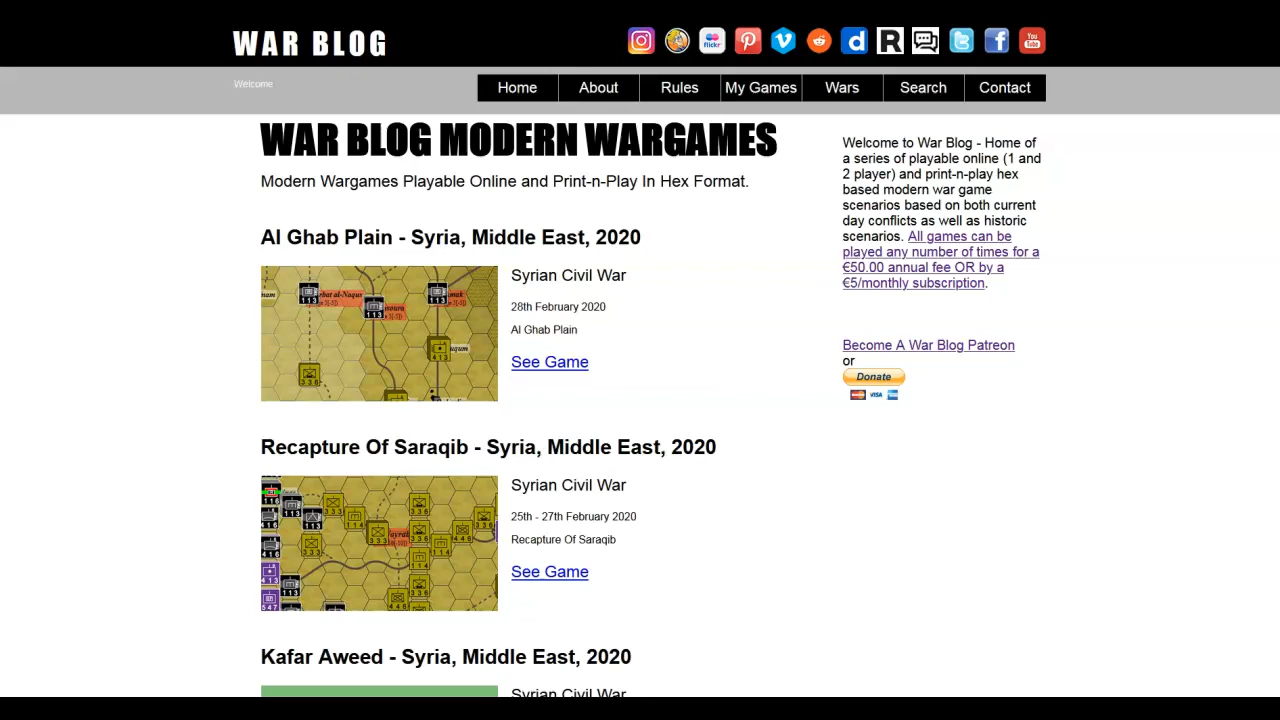 WAR BLOG
flickr
You
Tube
Welcome
Home
About
Rules
My Games
Wars
Search
Contact
WAR BLOG MODERN WARGAMES
Modern Wargames Playable Online and Print-n-Play In Hex Format.
Al Ghab Plain - Syria, Middle East, 2020
Syrian Civil War
28th February 2020
Al Ghab Plain
See Game
Recapture Of Saraqib - Syria, Middle East, 2020
Syrian Civil War
25th - 27th February 2020
Recapture Of Saraqib
See Game
Kafar Aweed - Syria, Middle East, 2020
Syrian Civil War
Welcome to War Blog - Home of
a series of playable online (1 and
2 player) and print-n-play hex
based modern war game
scenarios based on both current
day conflicts as well as historic
scenarios. All games can be
played any number of times for a
€50.00 annual fee OR by a
€5/monthly subscription.
Become A War Blog Patreon
or
Donate
VISA